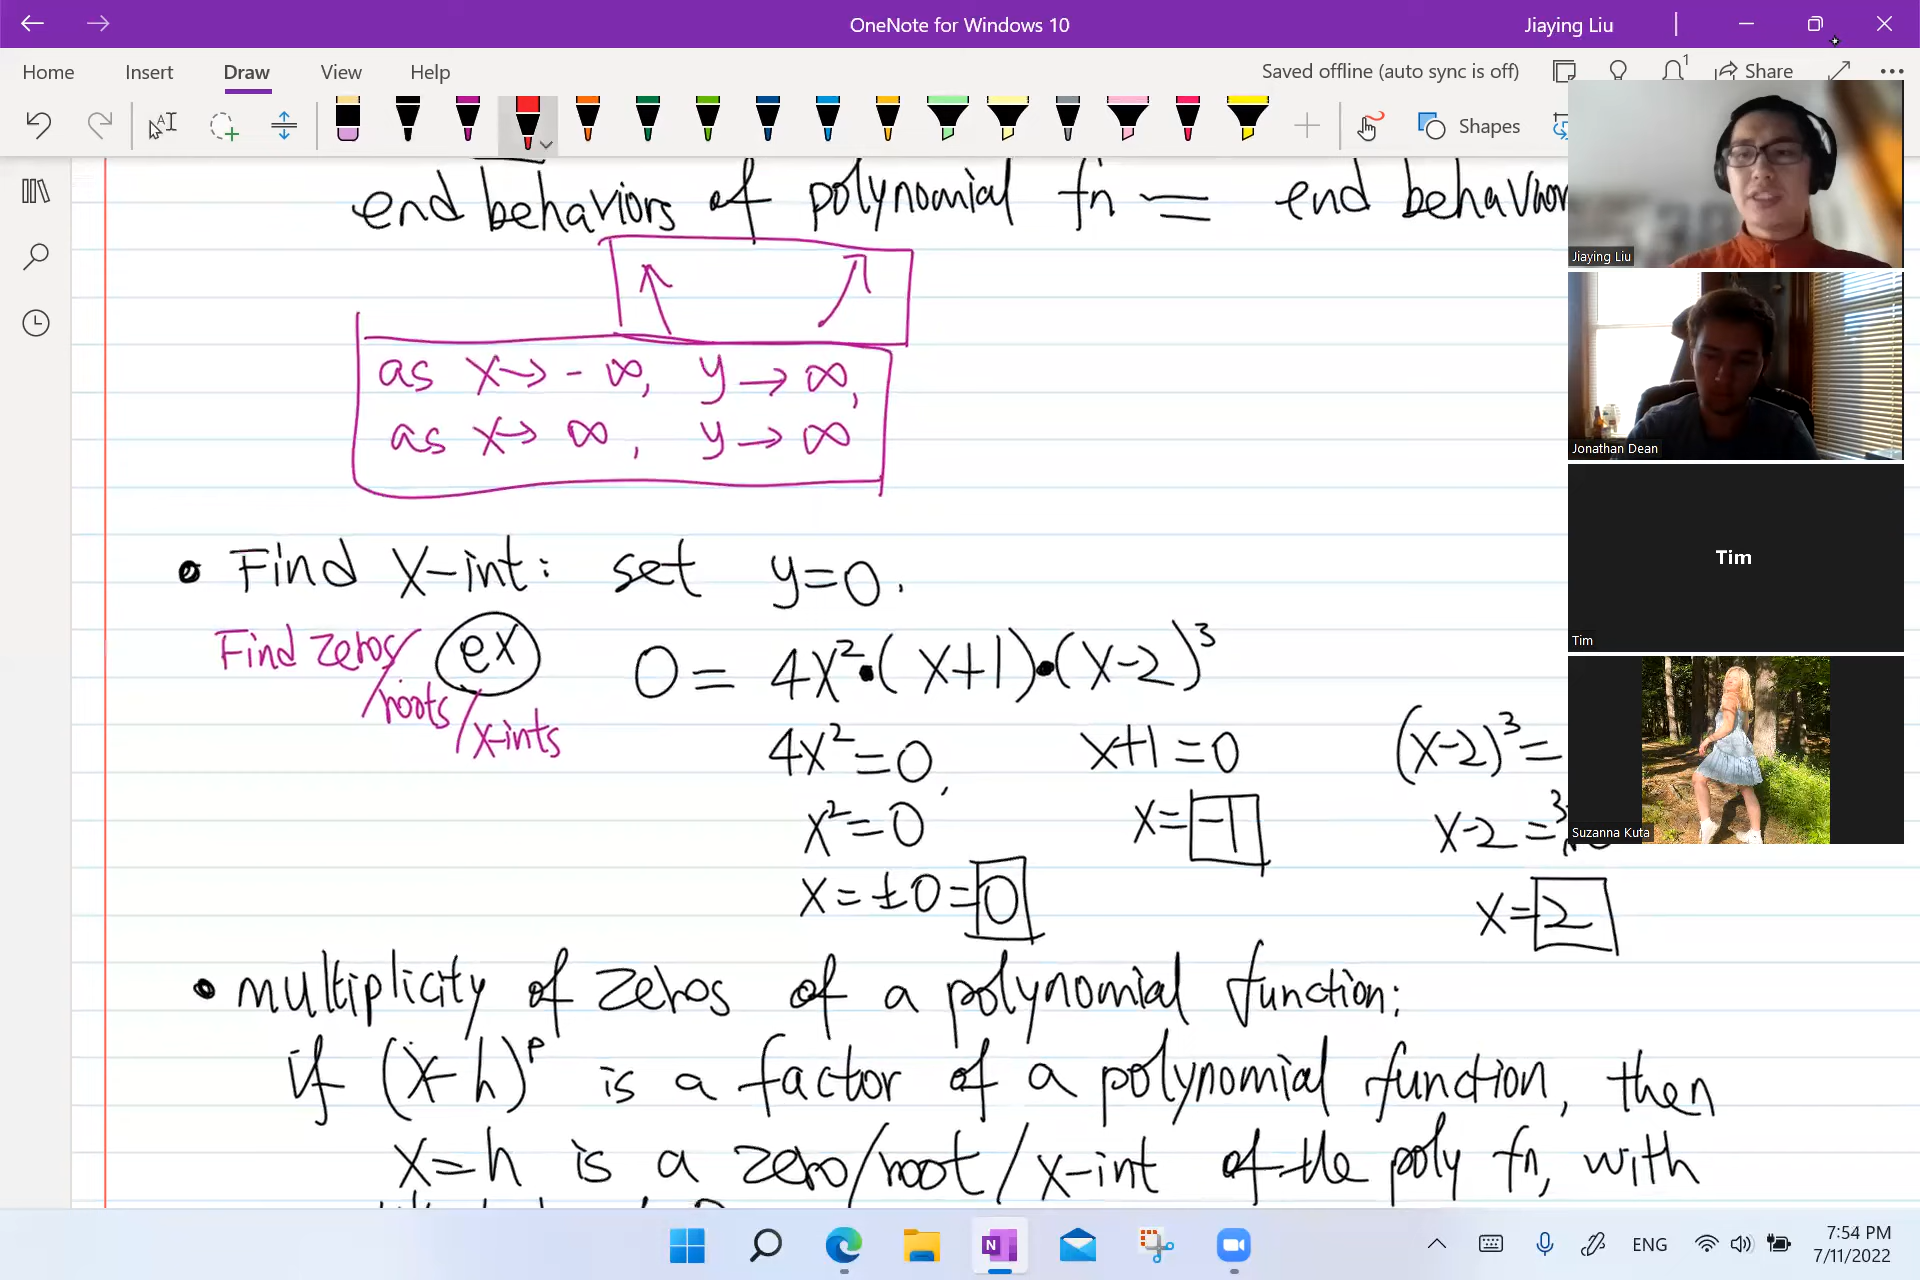 OneNote for Windows 10
Jiaying Liu
Home Insert Draw View Help
Saved offline (auto sync is off)
1
Share
Shapes
end behaviors of polynomial fn = end behavior
as x→ -∞, y→∞,
as x→ ∞, y→∞
• Find x-int: set y=0.
Find zeros/
/roots/
x-ints
ex
0 = 4x²•(x+1)•(x-2)³
4x²=0,
x+1=0
(x-2)³=
x²=0
x=-1
x-2=³
x=±0=0
x=2
• multiplicity of zeros of a polynomial function:
if (x-h)^p is a factor of a polynomial function, then
x=h is a zero/root/x-int of the poly fn, with
Jiaying Liu
Jonathan Dean
Tim
Tim
Suzanna Kuta
ENG
7:54 PM
7/11/2022